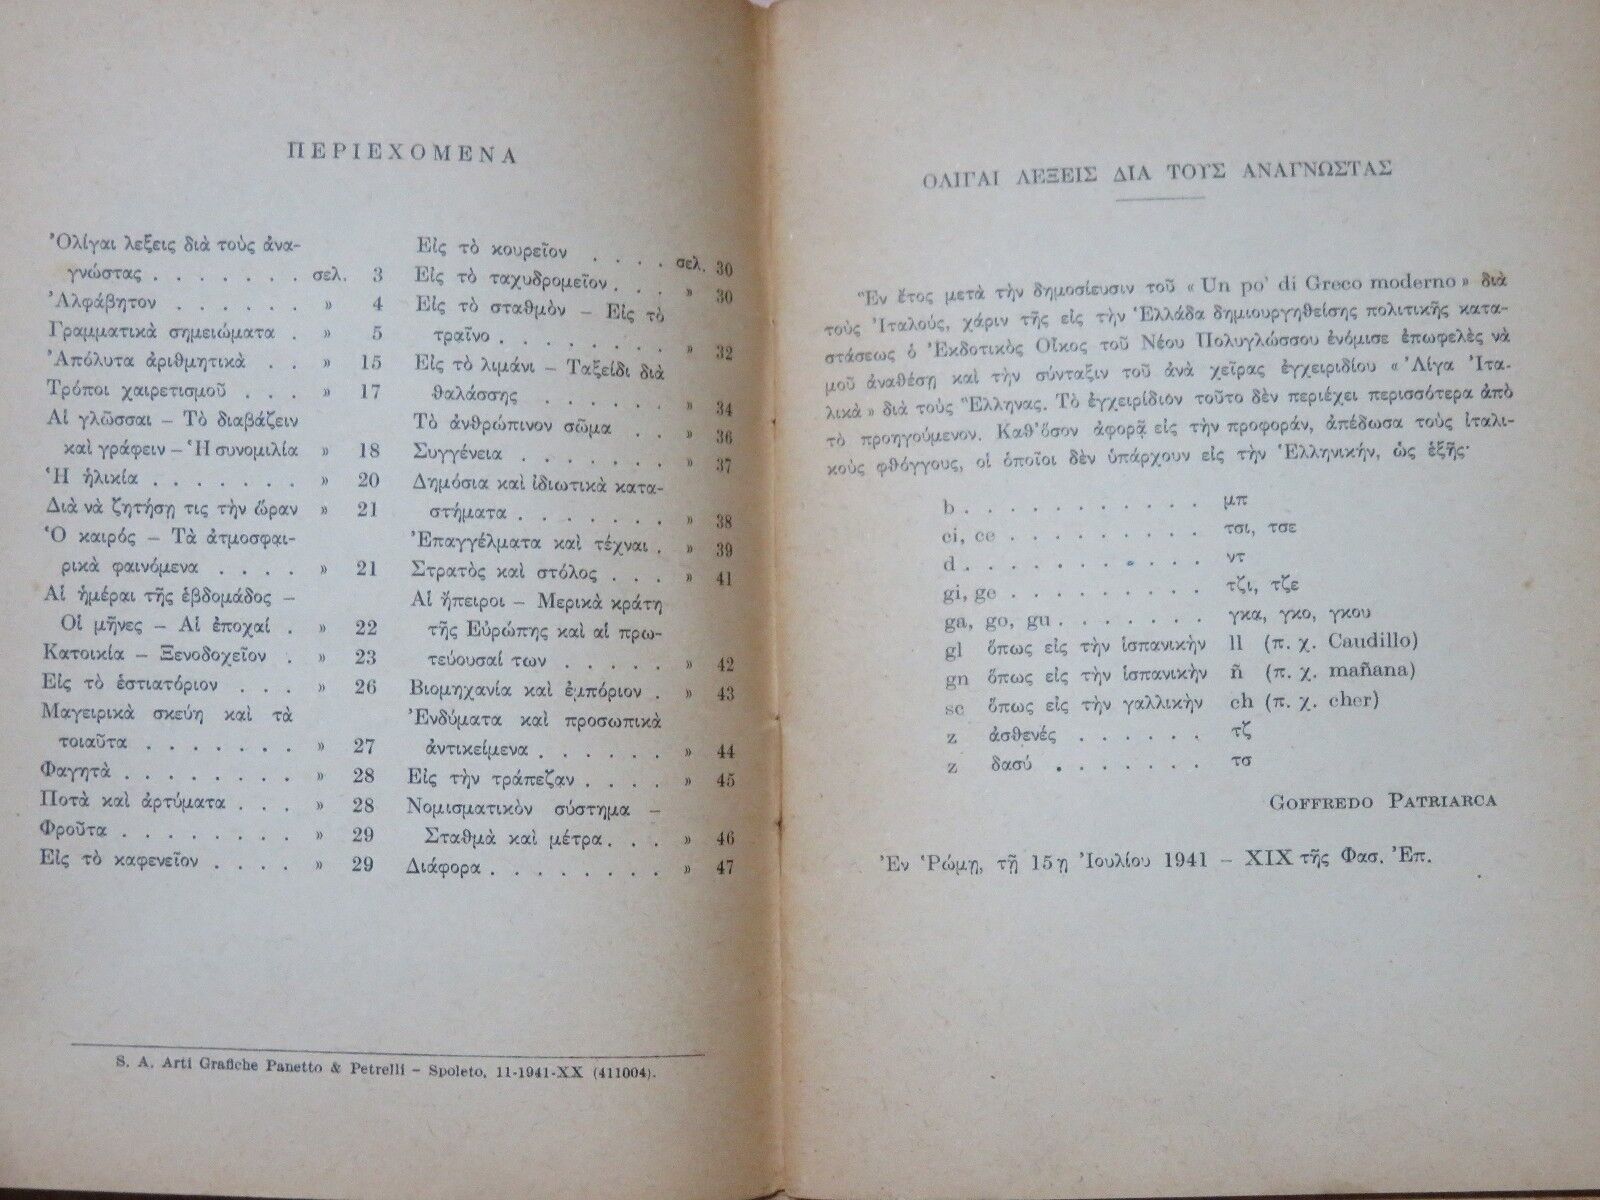 ΠΕΡΙΕΧΟΜΕΝΑ
Ὀλίγαι λέξεις διὰ τοὺς ἀνα-
γνώστας . . . . . . . σελ. 3
Ἀλφάβητον . . . . . . » 4
Γραμματικὰ σημειώματα . » 5
Ἀπόλυτα ἀριθμητικὰ . . » 15
Τρόποι χαιρετισμοῦ . . . » 17
Αἱ γλῶσσαι – Τὸ διαβάζειν
καὶ γράφειν – Ἡ συνομιλία » 18
Ἡ ἡλικία . . . . . . . » 20
Διὰ νὰ ζητήσῃ τις τὴν ὥραν » 21
Ὁ καιρός – Τὰ ἀτμοσφαι-
ρικὰ φαινόμενα . . . . » 21
Αἱ ἡμέραι τῆς ἑβδομάδος –
Οἱ μῆνες – Αἱ ἐποχαί . » 22
Κατοικία – Ξενοδοχεῖον . » 23
Εἰς τὸ ἑστιατόριον . . . » 26
Μαγειρικὰ σκεύη καὶ τὰ
τοιαῦτα . . . . . . . » 27
Φαγητὰ . . . . . . . . » 28
Ποτὰ καὶ ἀρτύματα . . . » 28
Φροῦτα . . . . . . . . » 29
Εἰς τὸ καφενεῖον . . . . » 29
Εἰς τὸ κουρεῖον . . . . σελ. 30
Εἰς τὸ ταχυδρομεῖον . . . » 30
Εἰς τὸ σταθμὸν – Εἰς τὸ
τραῖνο . . . . . . . . » 32
Εἰς τὸ λιμάνι – Ταξεῖδι διὰ
θαλάσσης . . . . . . » 34
Τὸ ἀνθρώπινον σῶμα . . » 36
Συγγένεια . . . . . . . » 37
Δημόσια καὶ ἰδιωτικὰ κατα-
στήματα . . . . . . . » 38
Ἐπαγγέλματα καὶ τέχναι . » 39
Στρατὸς καὶ στόλος . . . » 41
Αἱ ἤπειροι – Μερικὰ κράτη
τῆς Εὐρώπης καὶ αἱ πρω-
τεύουσαί των . . . . . » 42
Βιομηχανία καὶ ἐμπόριον . » 43
Ἐνδύματα καὶ προσωπικὰ
ἀντικείμενα . . . . . . » 44
Εἰς τὴν τράπεζαν . . . . » 45
Νομισματικὸν σύστημα –
Σταθμὰ καὶ μέτρα . . . » 46
Διάφορα . . . . . . . . » 47
S. A. Arti Grafiche Panetto & Petrelli – Spoleto, 11-1941-XX (411004).
ΟΛΙΓΑΙ ΛΕΞΕΙΣ ΔΙΑ ΤΟΥΣ ΑΝΑΓΝΩΣΤΑΣ
Ἓν ἔτος μετὰ τὴν δημοσίευσιν τοῦ « Un po' di Greco moderno » διὰ
τοὺς Ἰταλούς, χάριν τῆς εἰς τὴν Ἑλλάδα δημιουργηθείσης πολιτικῆς κατα-
στάσεως ὁ Ἐκδοτικὸς Οἶκος τοῦ Νέου Πολυγλώσσου ἐνόμισε ἐπωφελὲς νὰ
μοῦ ἀναθέσῃ καὶ τὴν σύνταξιν τοῦ ἀνὰ χεῖρας ἐγχειριδίου « Λίγα Ἰτα-
λικὰ » διὰ τοὺς Ἕλληνας. Τὸ ἐγχειρίδιον τοῦτο δὲν περιέχει περισσότερα ἀπὸ
τὸ προηγούμενον. Καθ' ὅσον ἀφορᾷ εἰς τὴν προφοράν, ἀπέδωσα τοὺς ἰταλι-
κοὺς φθόγγους, οἱ ὁποῖοι δὲν ὑπάρχουν εἰς τὴν Ἑλληνικήν, ὡς ἑξῆς·
b . . . . . . . . . . . μπ
ci, ce . . . . . . . . . τσι, τσε
d . . . . . . . . . . . ντ
gi, ge . . . . . . . . . τζι, τζε
ga, go, gu . . . . . . . γκα, γκο, γκου
gl ὅπως εἰς τὴν ἱσπανικὴν ll (π. χ. Caudillo)
gn ὅπως εἰς τὴν ἱσπανικὴν ñ (π. χ. mañana)
sc ὅπως εἰς τὴν γαλλικὴν ch (π. χ. cher)
z ἀσθενές . . . . . . τζ
z δασύ . . . . . . . τσ
GOFFREDO PATRIARCA
Ἐν Ῥώμῃ, τῇ 15ῃ Ἰουλίου 1941 – XIX τῆς Φασ. Ἐπ.